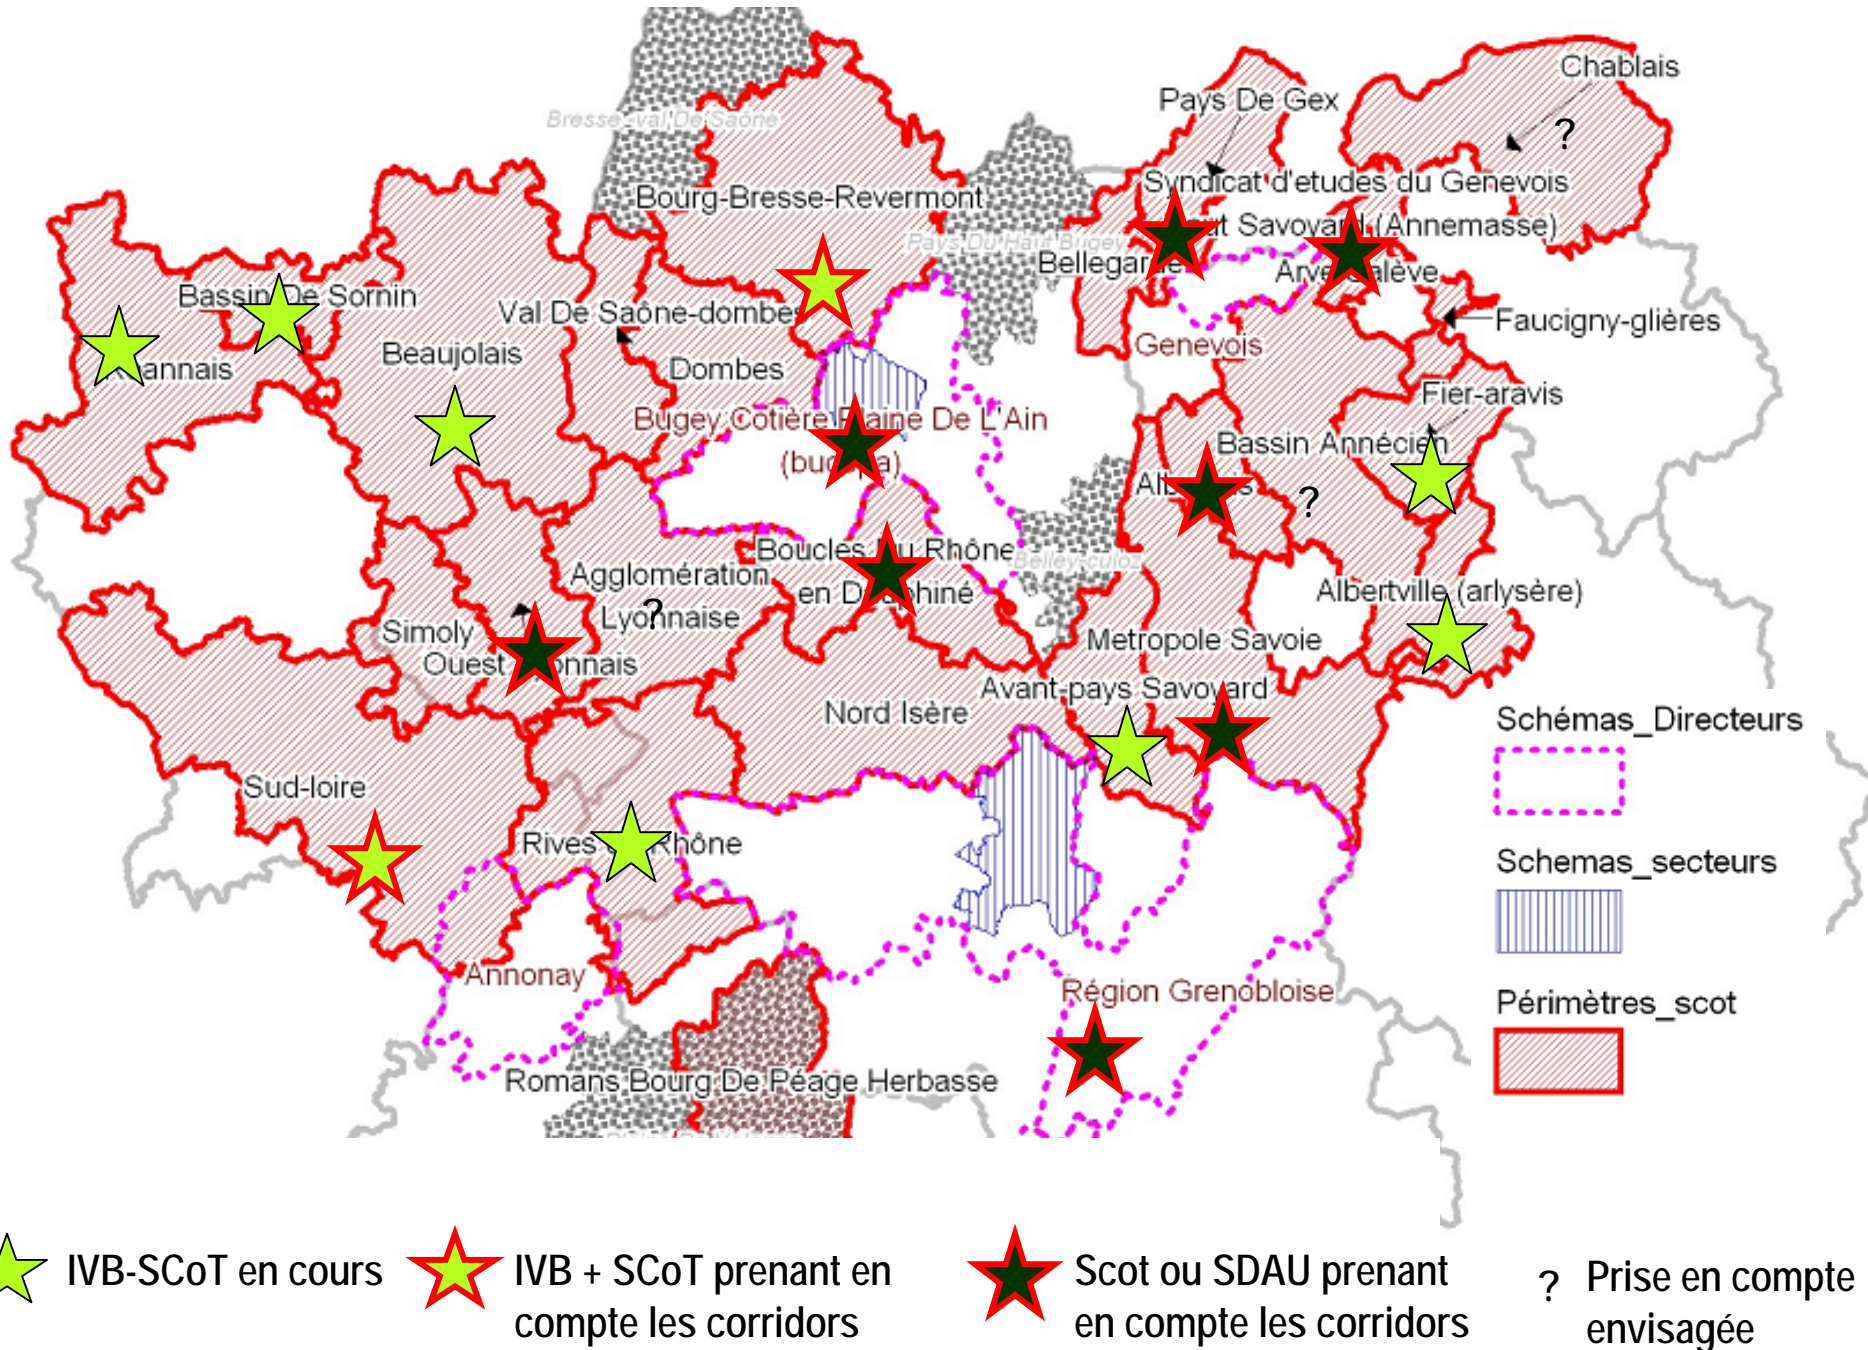 Chablais
Pays De Gex
?
Bresse -val De Saône
Syndicat d'etudes du Genevois
Bourg-Bresse-Revermont
Savoyard (Annemasse)
Pays Du Haut Bugey
Bellegarde
Arve
Bassin De Sornin
Val De Saône-dombes
Faucigny-glières
Genevois
Beaujolais
Dombes
Fier-aravis
Bugey Cotière Plaine De L'Ain
Bassin Annécien
?
Boucles Du Rhône
Belley-culoz
Agglomération
en Dauphiné
Albertville (arlysère)
?
Lyonnaise
Simoly
Metropole Savoie
Ouest Lyonnais
Avant-pays Savoyard
Nord Isère
Schémas_Directeurs
Sud-loire
Rives Rhône
Schemas_secteurs
Annonay
Région Grenobloise
Périmètres_scot
Romans Bourg De Péage Herbasse
IVB-SCoT en cours
IVB + SCoT prenant en
compte les corridors
Scot ou SDAU prenant
en compte les corridors
? Prise en compte
envisagée